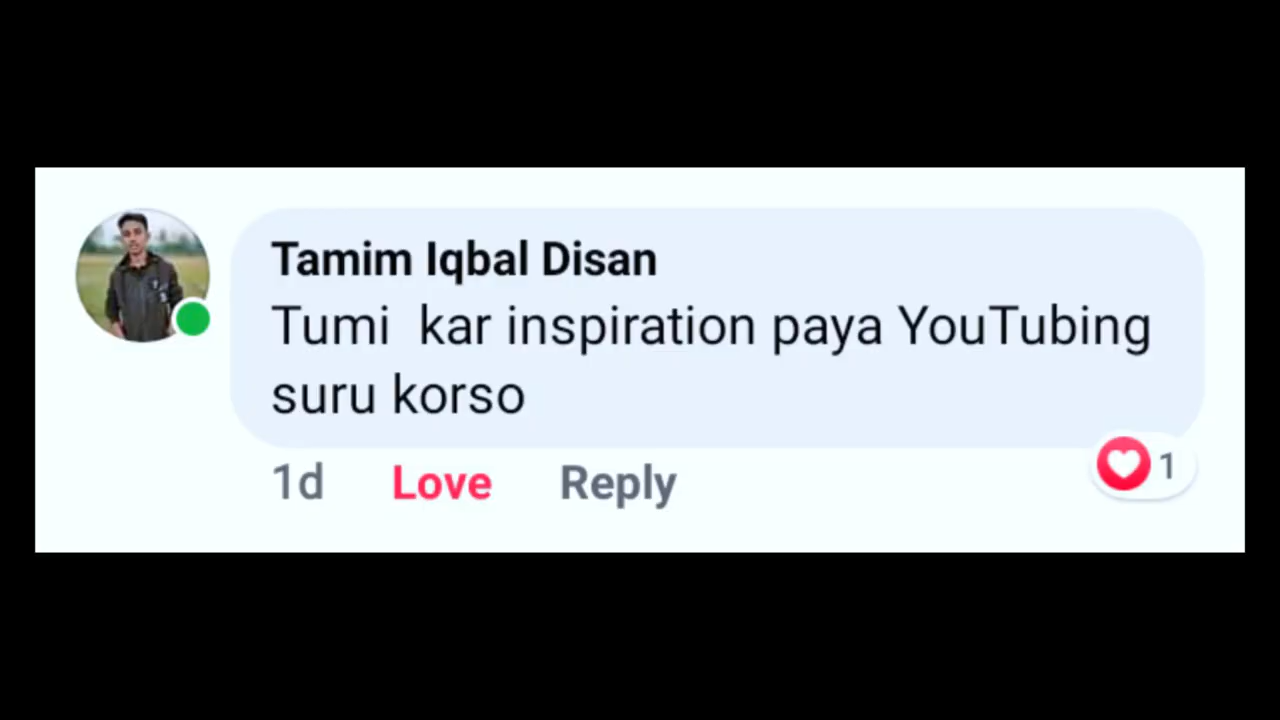 Tamim Iqbal Disan
Tumi  kar inspiration paya YouTubing
suru korso
1d Love Reply 1